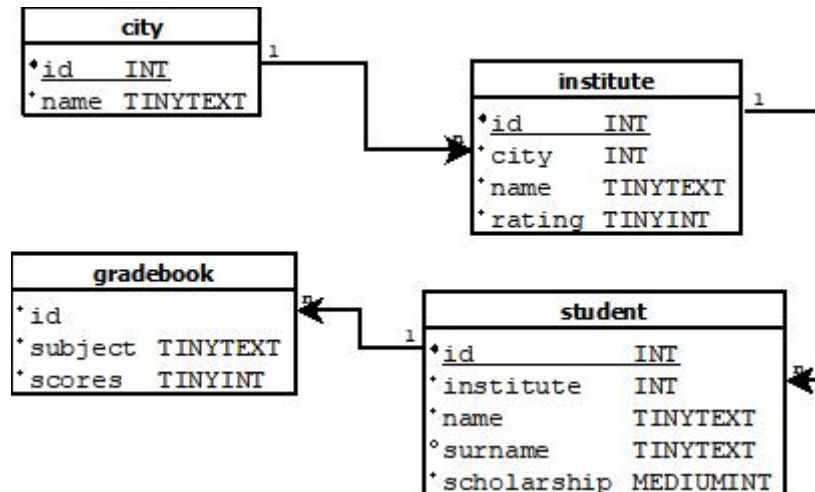 city
id INT
name TINYTEXT
1
n
institute
id INT
city INT
name TINYTEXT
rating TINYINT
1
n
gradebook
id
subject TINYTEXT
scores TINYINT
n
1
student
id INT
institute INT
name TINYTEXT
surname TINYTEXT
scholarship MEDIUMINT